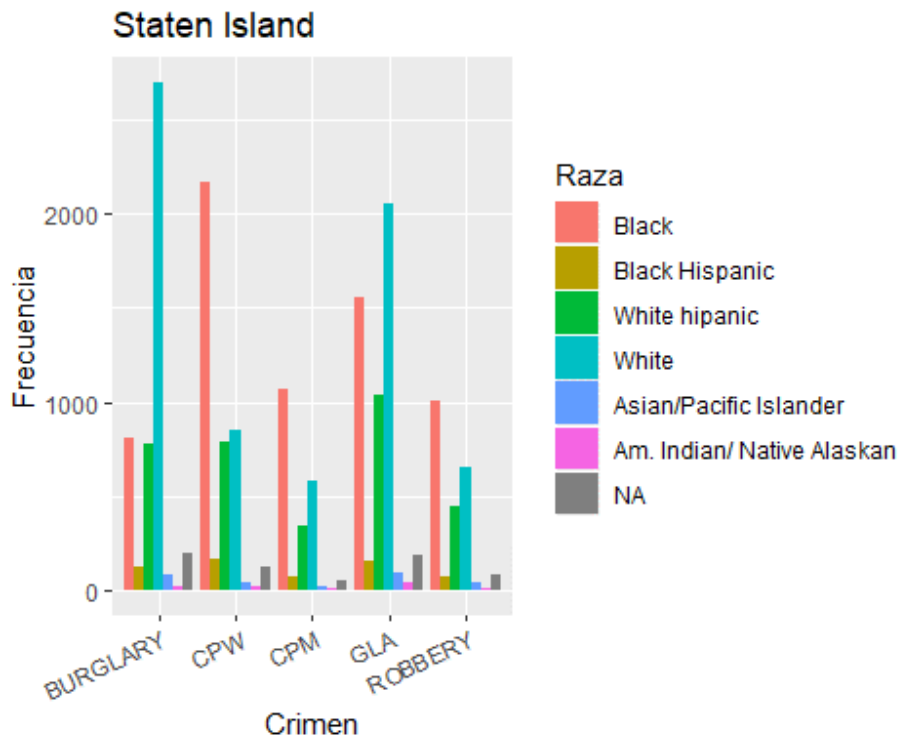 Staten Island
Frecuencia
2000
1000
0
BURGLARY
CPW
CPM
GLA
ROBBERY
Crimen
Raza
Black
Black Hispanic
White hipanic
White
Asian/Pacific Islander
Am. Indian/ Native Alaskan
NA